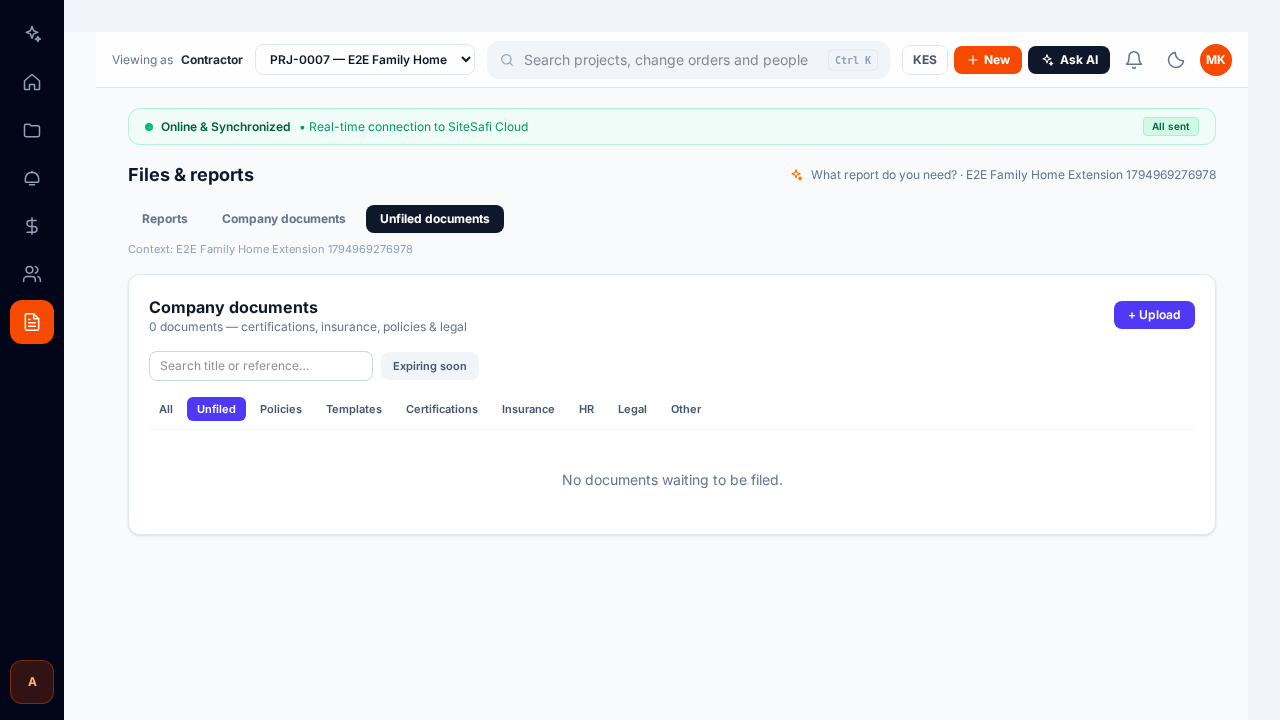 Viewing as Contractor PRJ-0007 — E2E Family Home Search projects, change orders and people Ctrl K KES + New Ask AI MK
Online & Synchronized • Real-time connection to SiteSafi Cloud All sent
Files & reports What report do you need? · E2E Family Home Extension 1794969276978
Reports Company documents Unfiled documents
Context: E2E Family Home Extension 1794969276978
Company documents
0 documents — certifications, insurance, policies & legal
+ Upload
Search title or reference... Expiring soon
All Unfiled Policies Templates Certifications Insurance HR Legal Other
No documents waiting to be filed.
A